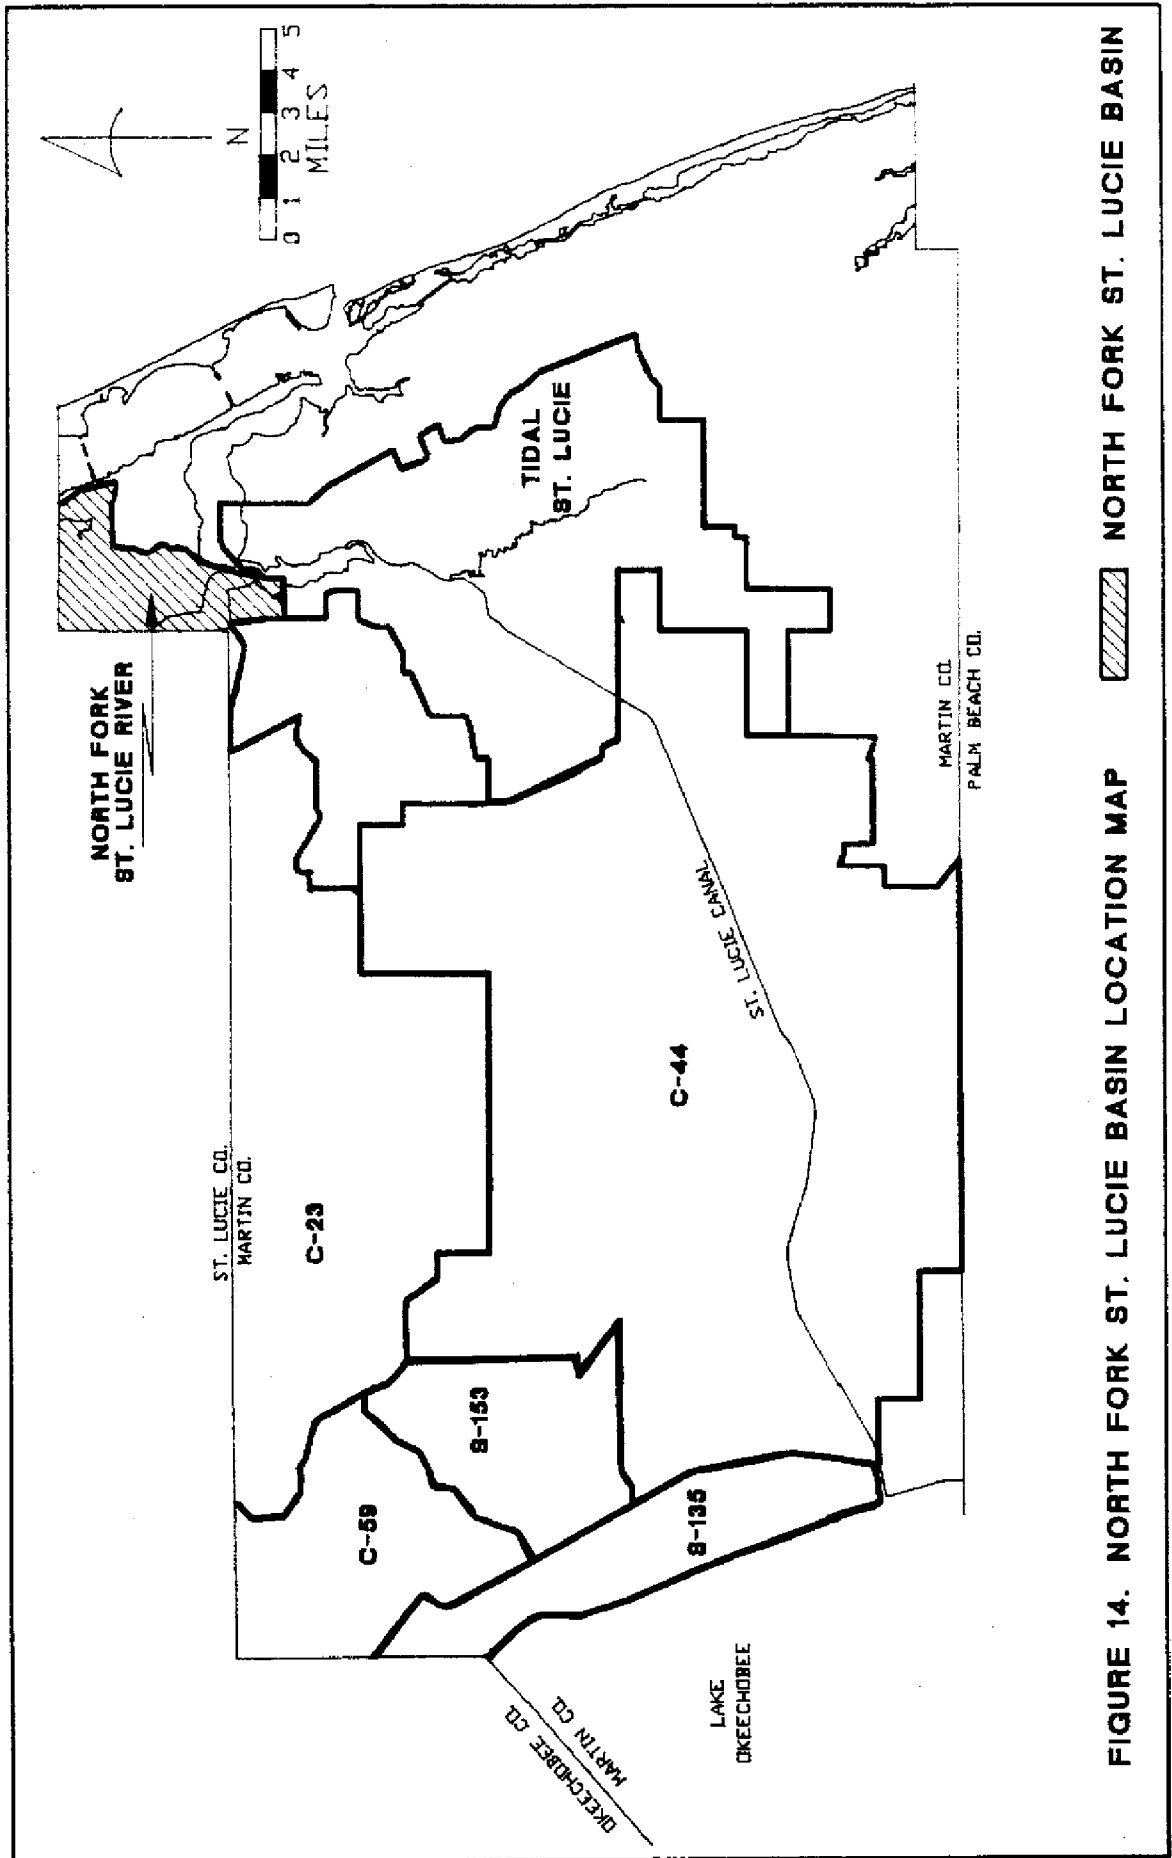 N
0 1 2 3 4 5
MILES
NORTH FORK
ST. LUCIE RIVER
TIDAL
ST. LUCIE
ST. LUCIE CO.
MARTIN CO.
C-23
C-59
S-153
S-135
C-44
ST. LUCIE CANAL
OKEECHOBEE CO.
MARTIN CO.
LAKE
OKEECHOBEE
MARTIN CO.
PALM BEACH CO.
FIGURE 14. NORTH FORK ST. LUCIE BASIN LOCATION MAP
NORTH FORK ST. LUCIE BASIN